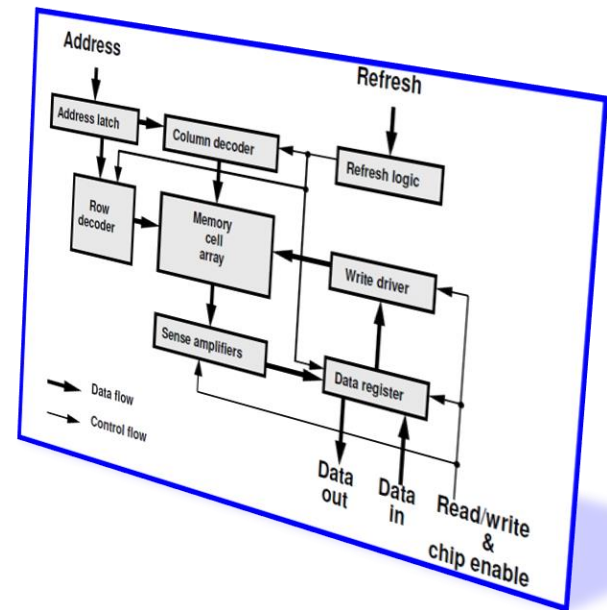 Address
Refresh
Address latch
Column decoder
Refresh logic
Row
decoder
Memory
cell
array
Write driver
Sense amplifiers
Data register
Data flow
Control flow
Data
out
Data
in
Read/write
&
chip enable